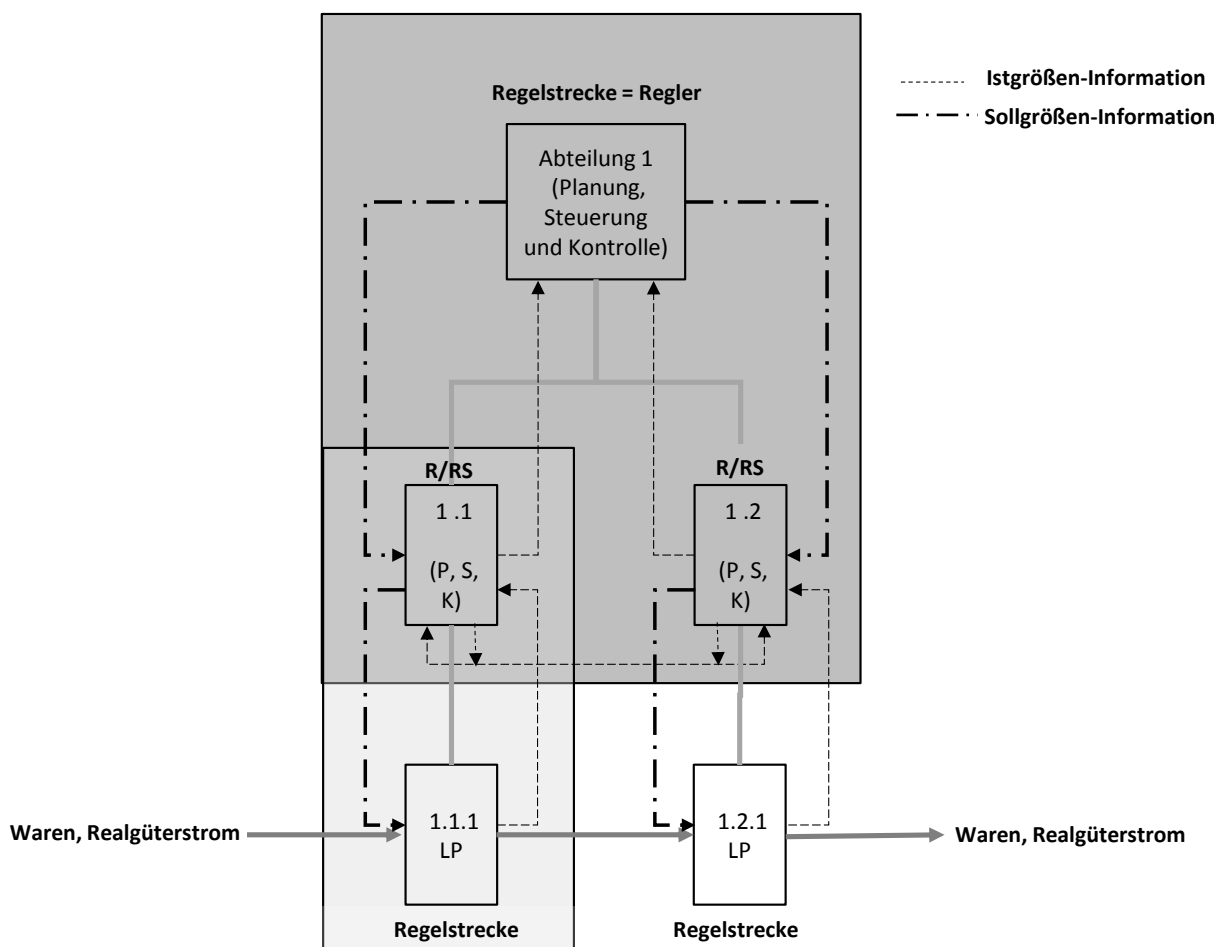 Regelstrecke = Regler
Istgrößen-Information
Sollgrößen-Information
Abteilung 1
(Planung,
Steuerung
und Kontrolle)
R/RS
1 .1
(P, S,
K)
R/RS
1 .2
(P, S,
K)
Waren, Realgüterstrom
1.1.1
LP
1.2.1
LP
Waren, Realgüterstrom
Regelstrecke
Regelstrecke